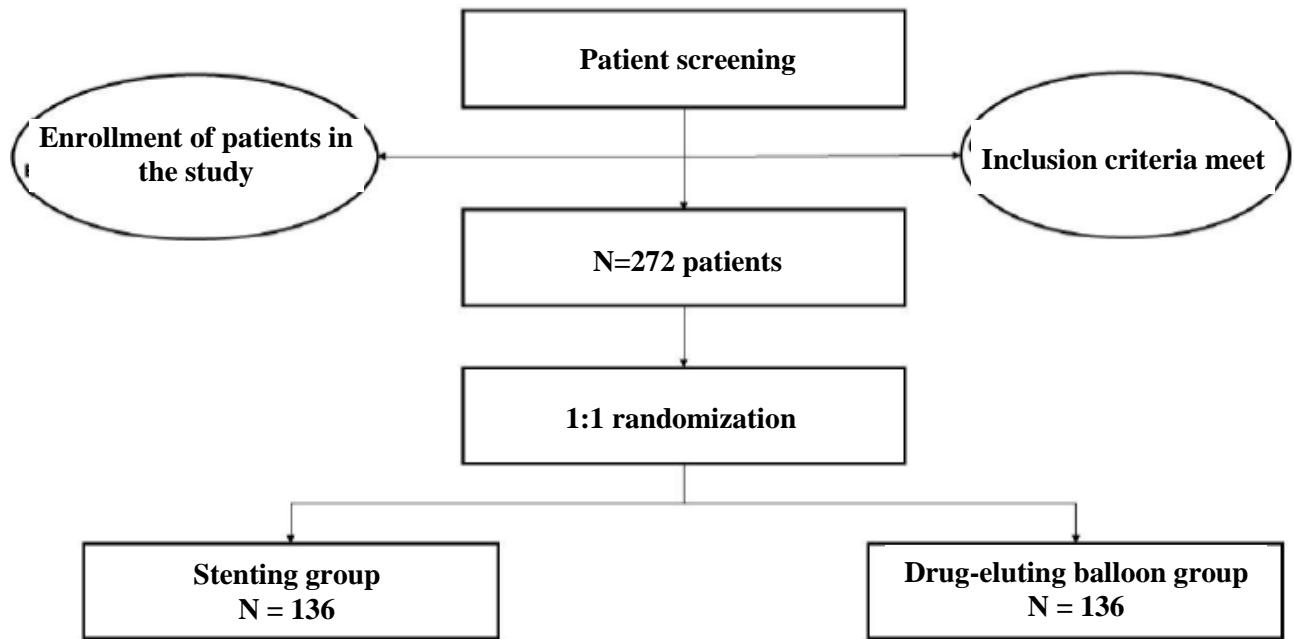 Patient screening
Enrollment of patients in
the study
Inclusion criteria meet
N=272 patients
1:1 randomization
Stenting group
N = 136
Drug-eluting balloon group
N = 136